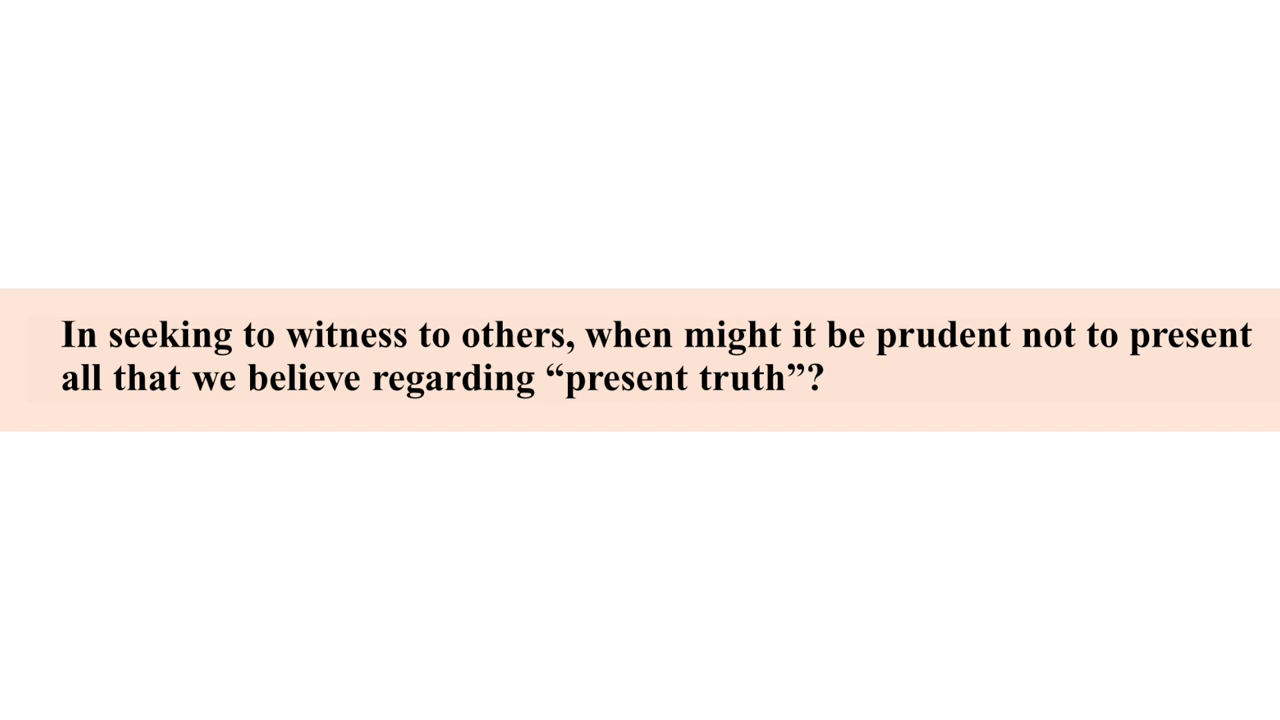 In seeking to witness to others, when might it be prudent not to present
all that we believe regarding “present truth”?